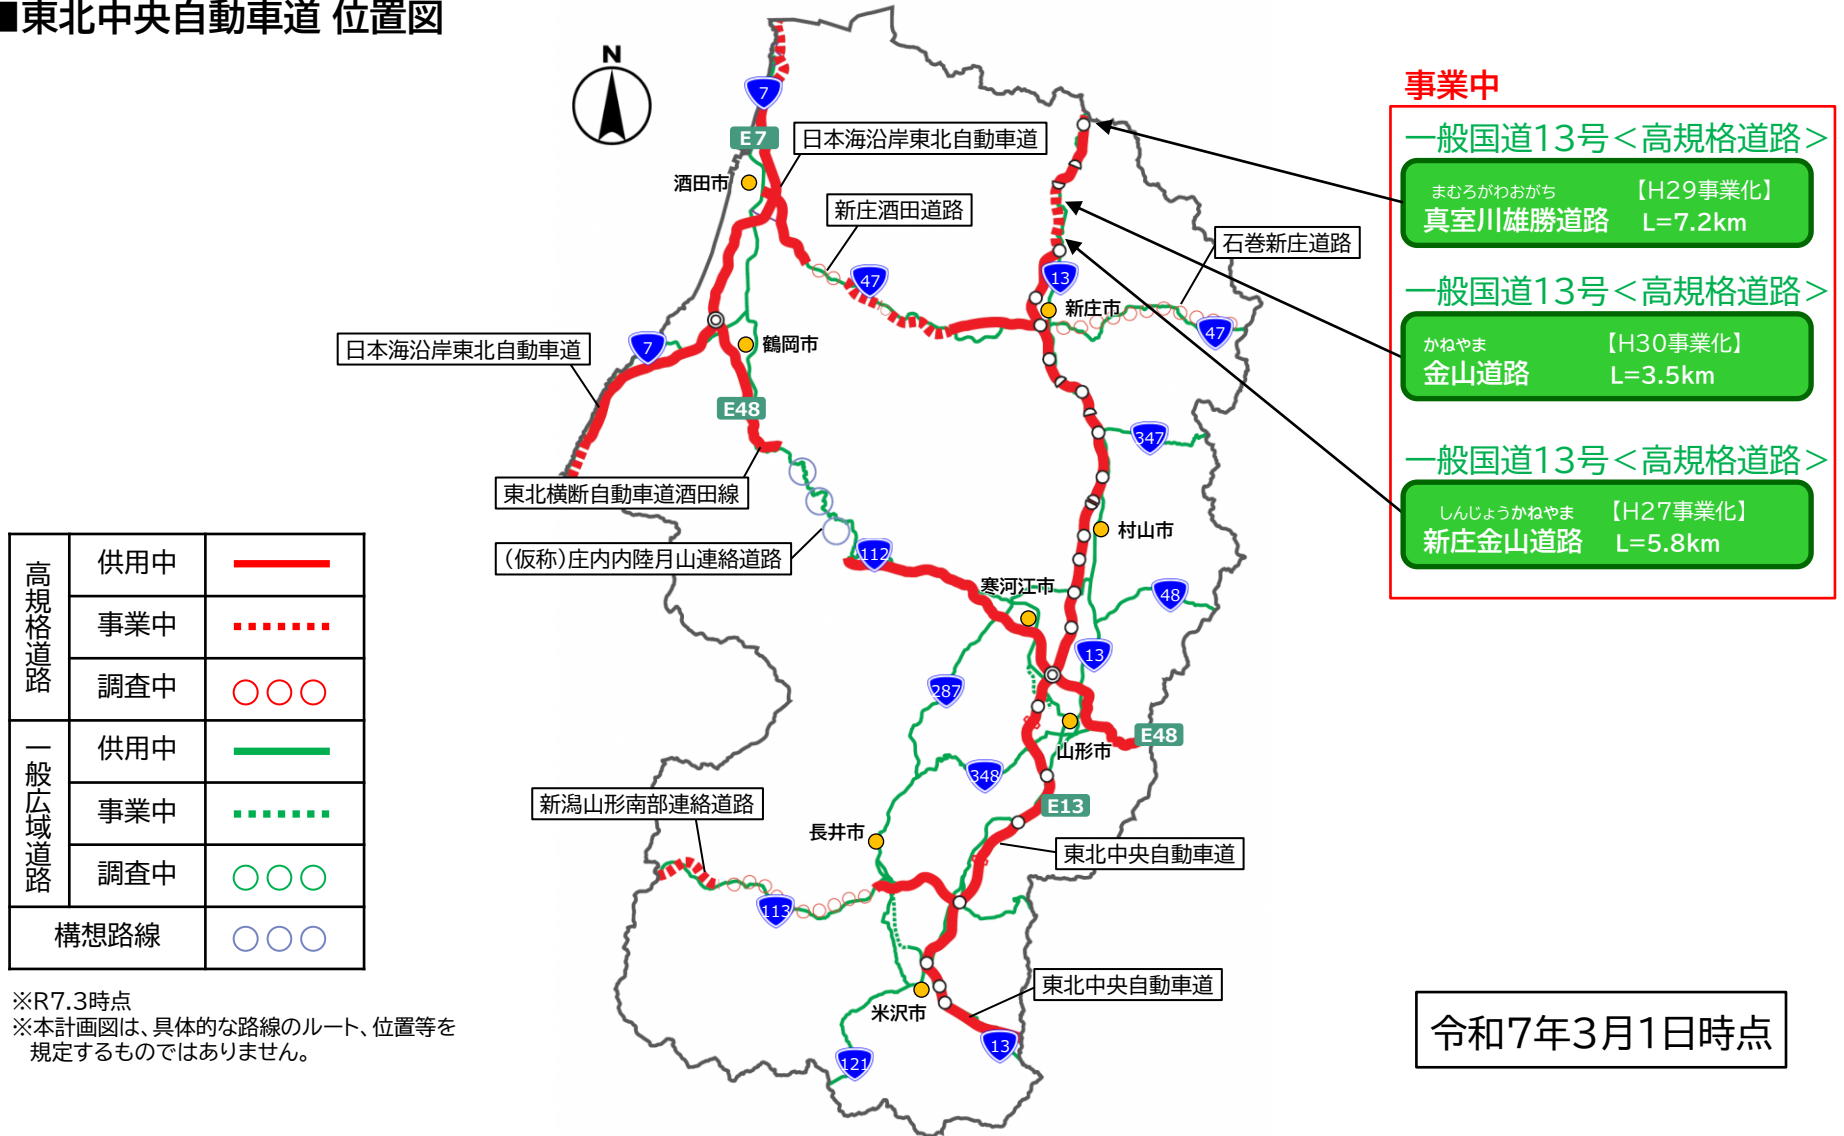 ■東北中央自動車道 位置図
N
7
E7
日本海沿岸東北自動車道
酒田市
新庄酒田道路
石巻新庄道路
47
13
新庄市
47
日本海沿岸東北自動車道
7
鶴岡市
E48
347
東北横断自動車道酒田線
村山市
(仮称)庄内内陸月山連絡道路
112
寒河江市
48
13
287
E48
山形市
348
E13
新潟山形南部連絡道路
長井市
東北中央自動車道
113
東北中央自動車道
米沢市
13
121
事業中
一般国道13号<高規格道路>
まむろがわおがち
【H29事業化】
真室川雄勝道路 L=7.2km
一般国道13号<高規格道路>
かねやま
【H30事業化】
金山道路 L=3.5km
一般国道13号<高規格道路>
しんじょうかねやま
【H27事業化】
新庄金山道路 L=5.8km
高規格道路
供用中
事業中
調査中
一般広域道路
供用中
事業中
調査中
構想路線
※R7.3時点
※本計画図は、具体的な路線のルート、位置等を
規定するものではありません。
令和7年3月1日時点